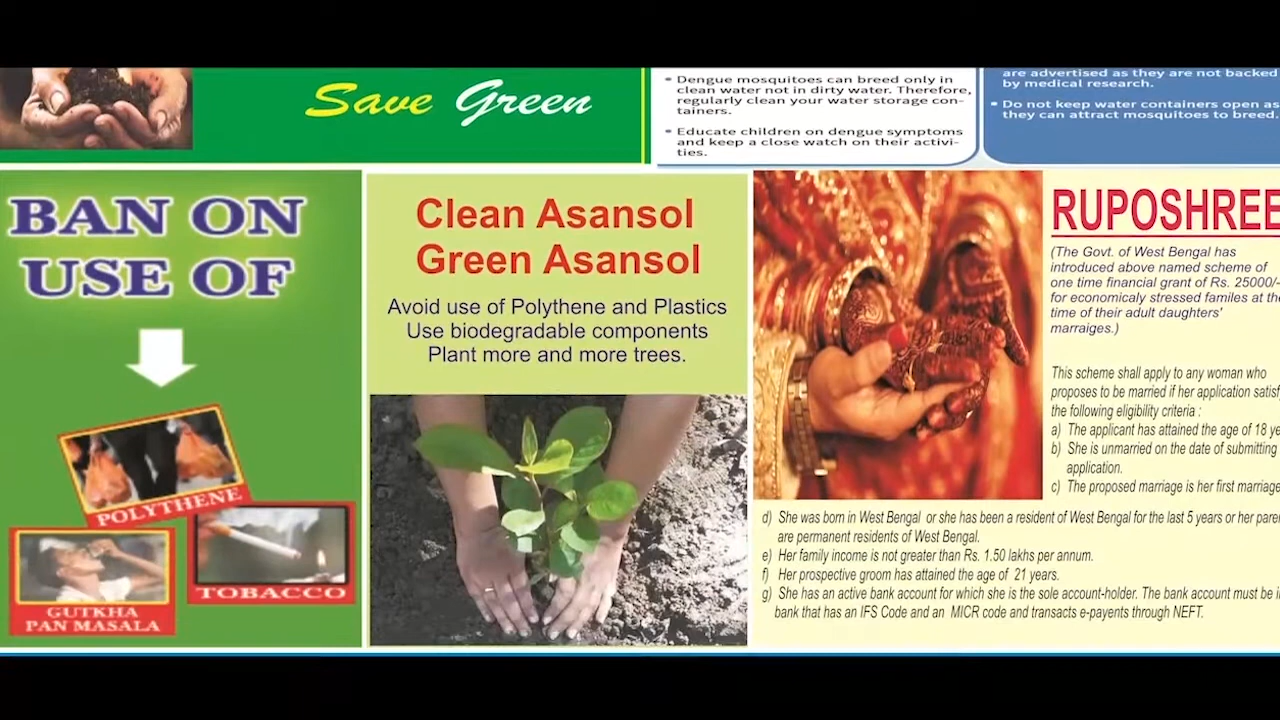 Save Green
• Dengue mosquitoes can breed only in
clean water not in dirty water. Therefore,
regularly clean your water storage con-
tainers.
• Educate children on dengue symptoms
and keep a close watch on their activi-
ties.
are advertised as they are not backed
by medical research.
• Do not keep water containers open as
they can attract mosquitoes to breed.
BAN ON
USE OF
POLYTHENE
GUTKHA
PAN MASALA
TOBACCO
Clean Asansol
Green Asansol
Avoid use of Polythene and Plastics
Use biodegradable components
Plant more and more trees.
RUPOSHREE
(The Govt. of West Bengal has
introduced above named scheme of
one time financial grant of Rs. 25000/-
for economicaly stressed familes at the
time of their adult daughters'
marraiges.)
This scheme shall apply to any woman who
proposes to be married if her application
the following eligibility criteria :
a) The applicant has attained the age of 18
b) She is unmarried on the date of submitting
application.
c) The proposed marriage is her first marriage
d) She was born in West Bengal or she has been a resident of West Bengal for the last 5 years or her
are permanent residents of West Bengal.
e) Her family income is not greater than Rs. 1.50 lakhs per annum.
f) Her prospective groom has attained the age of 21 years.
g) She has an active bank account for which she is the sole account-holder. The bank account must be
bank that has an IFS Code and an MICR code and transacts e-payents through NEFT.